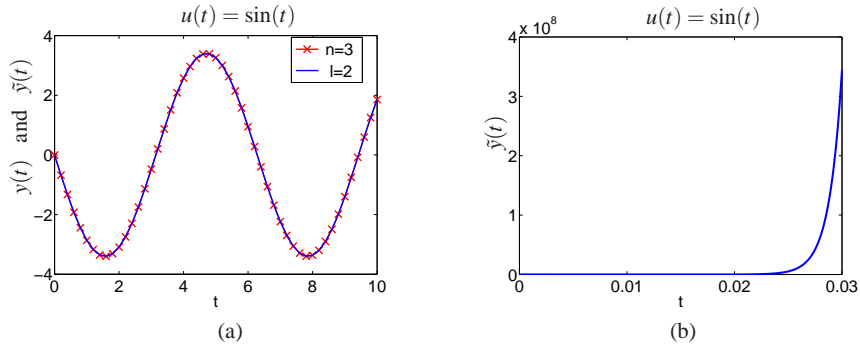 u(t) = sin(t)
y(t) and ỹ(t)
4
2
0
−2
−4
n=3
l=2
0 2 4 6 8 10
t
(a)
u(t) = sin(t)
x 10^8
ỹ(t)
4
3
2
1
0
0 0.01 0.02 0.03
t
(b)